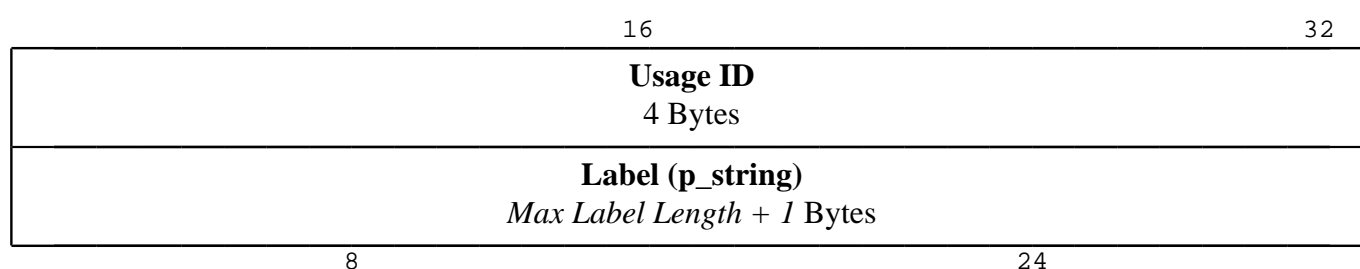 16 32
Usage ID
4 Bytes
Label (p_string)
Max Label Length + 1 Bytes
8 24